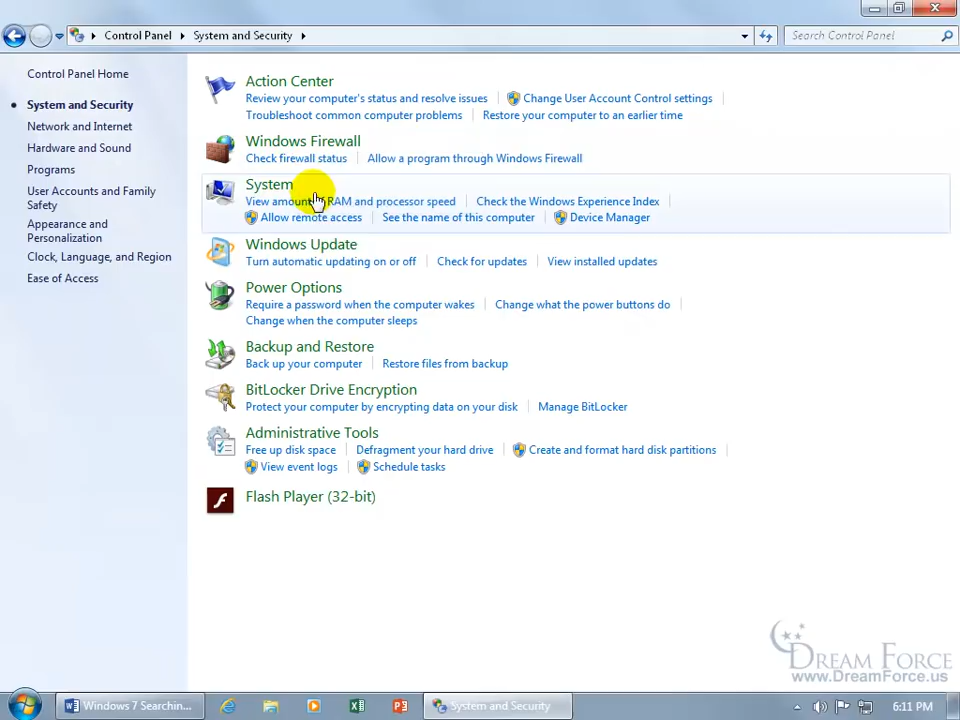 Control Panel System and Security Search Control Panel
Control Panel Home
System and Security
Network and Internet
Hardware and Sound
Programs
User Accounts and Family
Safety
Appearance and
Personalization
Clock, Language, and Region
Ease of Access
Action Center
Review your computer's status and resolve issues Change User Account Control settings
Troubleshoot common computer problems Restore your computer to an earlier time
Windows Firewall
Check firewall status Allow a program through Windows Firewall
System
View amount RAM and processor speed Check the Windows Experience Index
Allow remote access See the name of this computer Device Manager
Windows Update
Turn automatic updating on or off Check for updates View installed updates
Power Options
Require a password when the computer wakes Change what the power buttons do
Change when the computer sleeps
Backup and Restore
Back up your computer Restore files from backup
BitLocker Drive Encryption
Protect your computer by encrypting data on your disk Manage BitLocker
Administrative Tools
Free up disk space Defragment your hard drive Create and format hard disk partitions
View event logs Schedule tasks
Flash Player (32-bit)
DREAM FORCE
www.DreamForce.us
Windows 7 Searchin... System and Security 6:11 PM